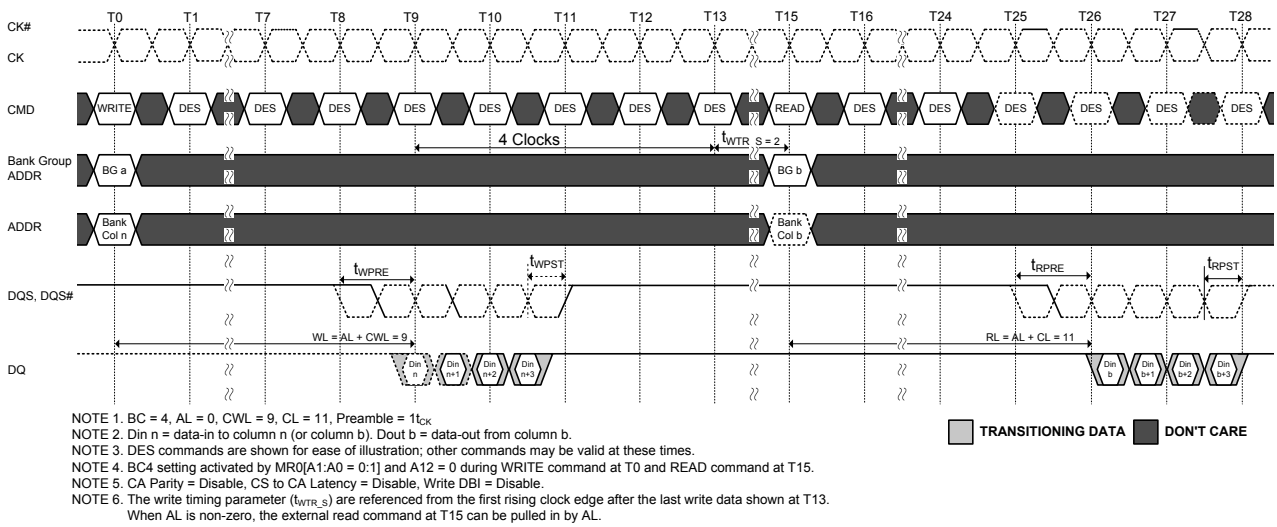 T0 T1 T7 T8 T9 T10 T11 T12 T13 T15 T16 T24 T25 T26 T27 T28
CK#
CK
CMD WRITE DES DES DES DES DES DES DES DES READ DES DES DES DES DES DES
4 Clocks tWTR_S = 2
Bank Group
ADDR
BG a BG b
ADDR
Bank
Col n
Bank
Col b
tWPRE tWPST tRPRE tRPST
DQS, DQS#
WL = AL + CWL = 9 RL = AL + CL = 11
DQ
Din
n
Din
n+1
Din
n+2
Din
n+3
Din
b
Din
b+1
Din
b+2
Din
b+3
NOTE 1. BC = 4, AL = 0, CWL = 9, CL = 11, Preamble = 1tCK
NOTE 2. Din n = data-in to column n (or column b). Dout b = data-out from column b.
NOTE 3. DES commands are shown for ease of illustration; other commands may be valid at these times.
NOTE 4. BC4 setting activated by MR0[A1:A0 = 0:1] and A12 = 0 during WRITE command at T0 and READ command at T15.
NOTE 5. CA Parity = Disable, CS to CA Latency = Disable, Write DBI = Disable.
NOTE 6. The write timing parameter (tWTR_S) are referenced from the first rising clock edge after the last write data shown at T13.
When AL is non-zero, the external read command at T15 can be pulled in by AL.
TRANSITIONING DATA DON'T CARE